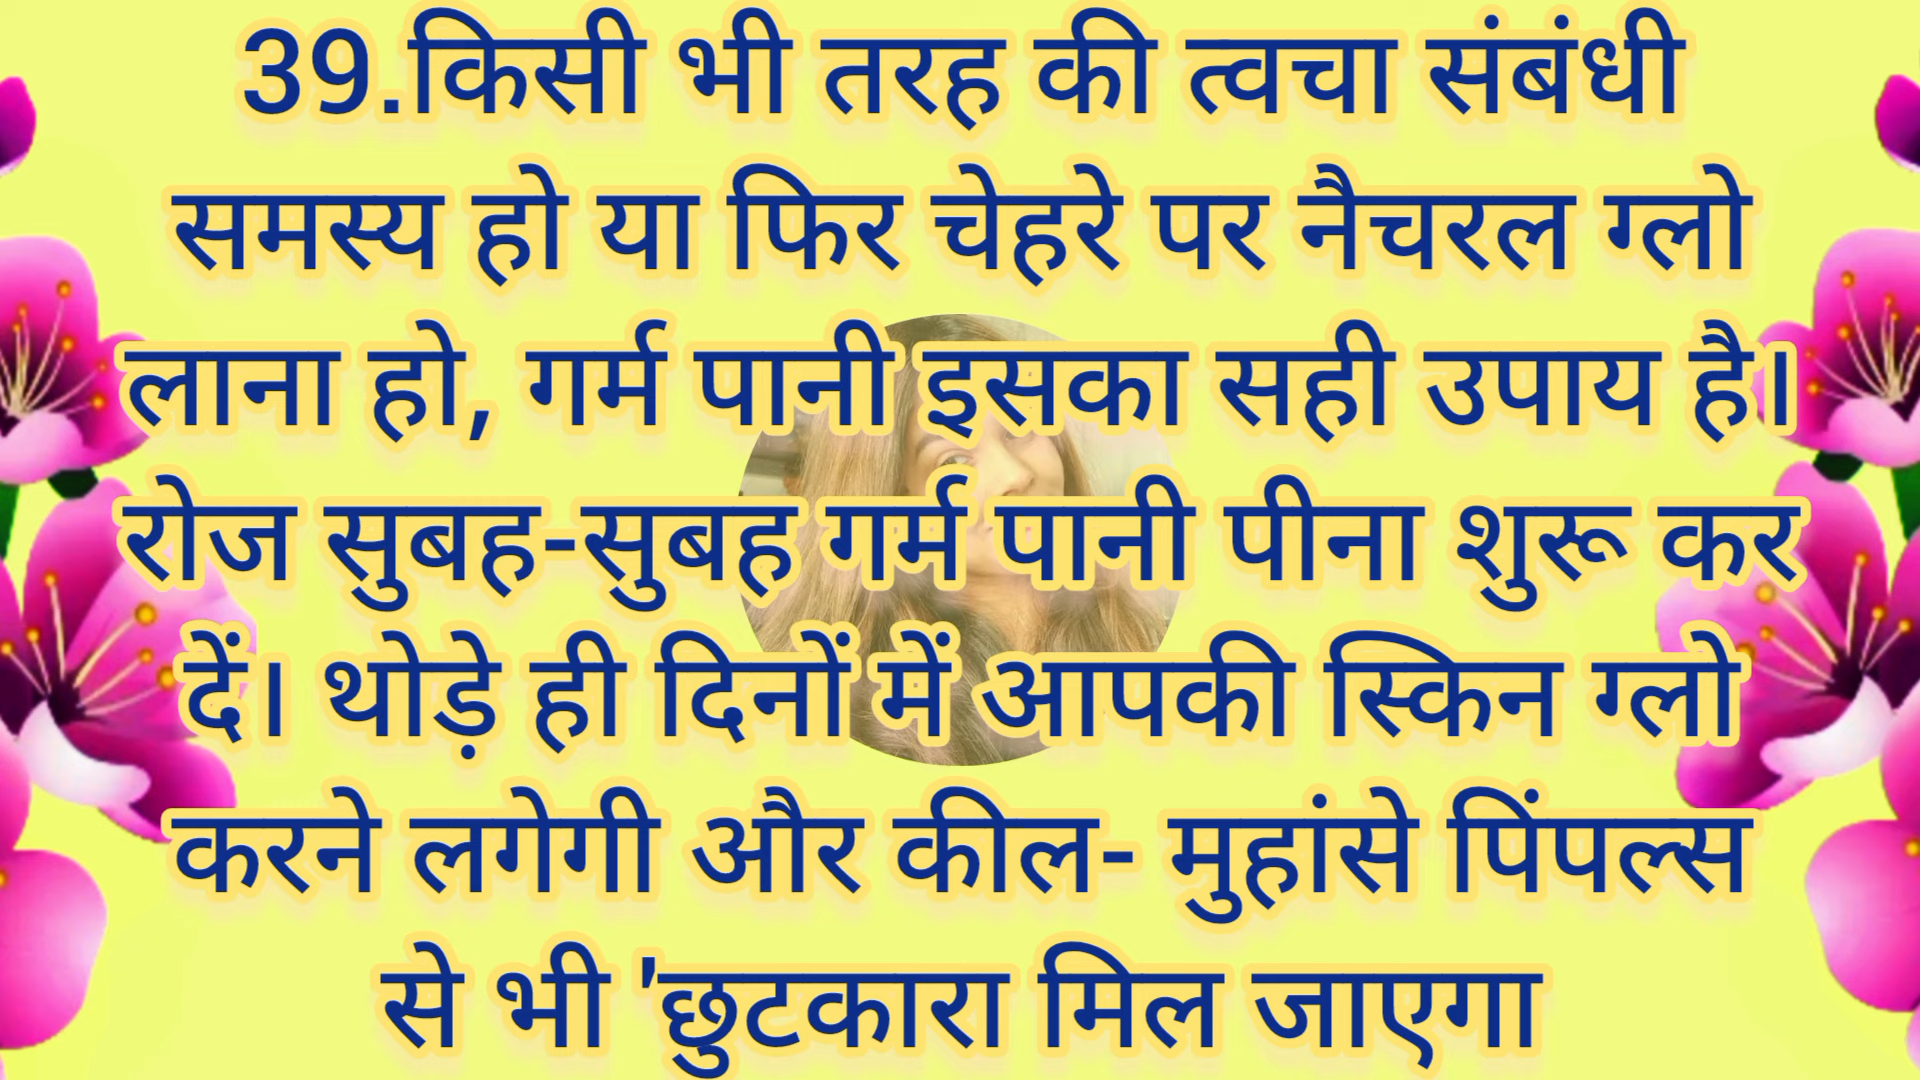 39.किसी भी तरह की त्वचा संबंधी
समस्य हो या फिर चेहरे पर नैचरल ग्लो
लाना हो, गर्म पानी इसका सही उपाय है।
रोज सुबह-सुबह गर्म पानी पीना शुरू कर
दें। थोड़े ही दिनों में आपकी स्किन ग्लो
करने लगेगी और कील- मुहांसे पिंपल्स
से भी 'छुटकारा मिल जाएगा